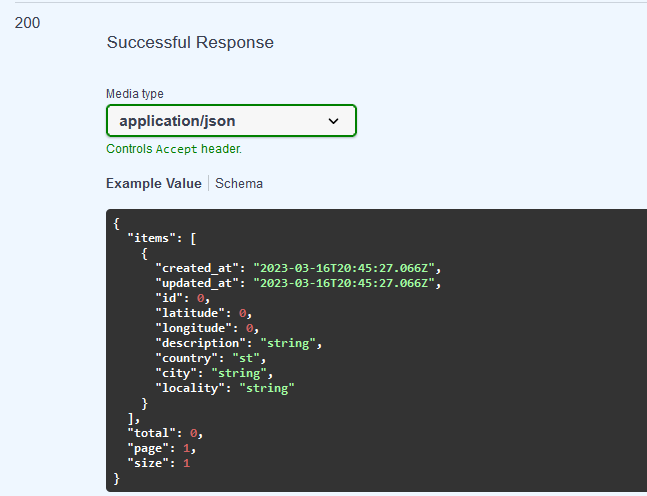 200
Successful Response
Media type
application/json
Controls Accept header.
Example Value | Schema
{
  "items": [
    {
      "created_at": "2023-03-16T20:45:27.066Z",
      "updated_at": "2023-03-16T20:45:27.066Z",
      "id": 0,
      "latitude": 0,
      "longitude": 0,
      "description": "string",
      "country": "st",
      "city": "string",
      "locality": "string"
    }
  ],
  "total": 0,
  "page": 1,
  "size": 1
}